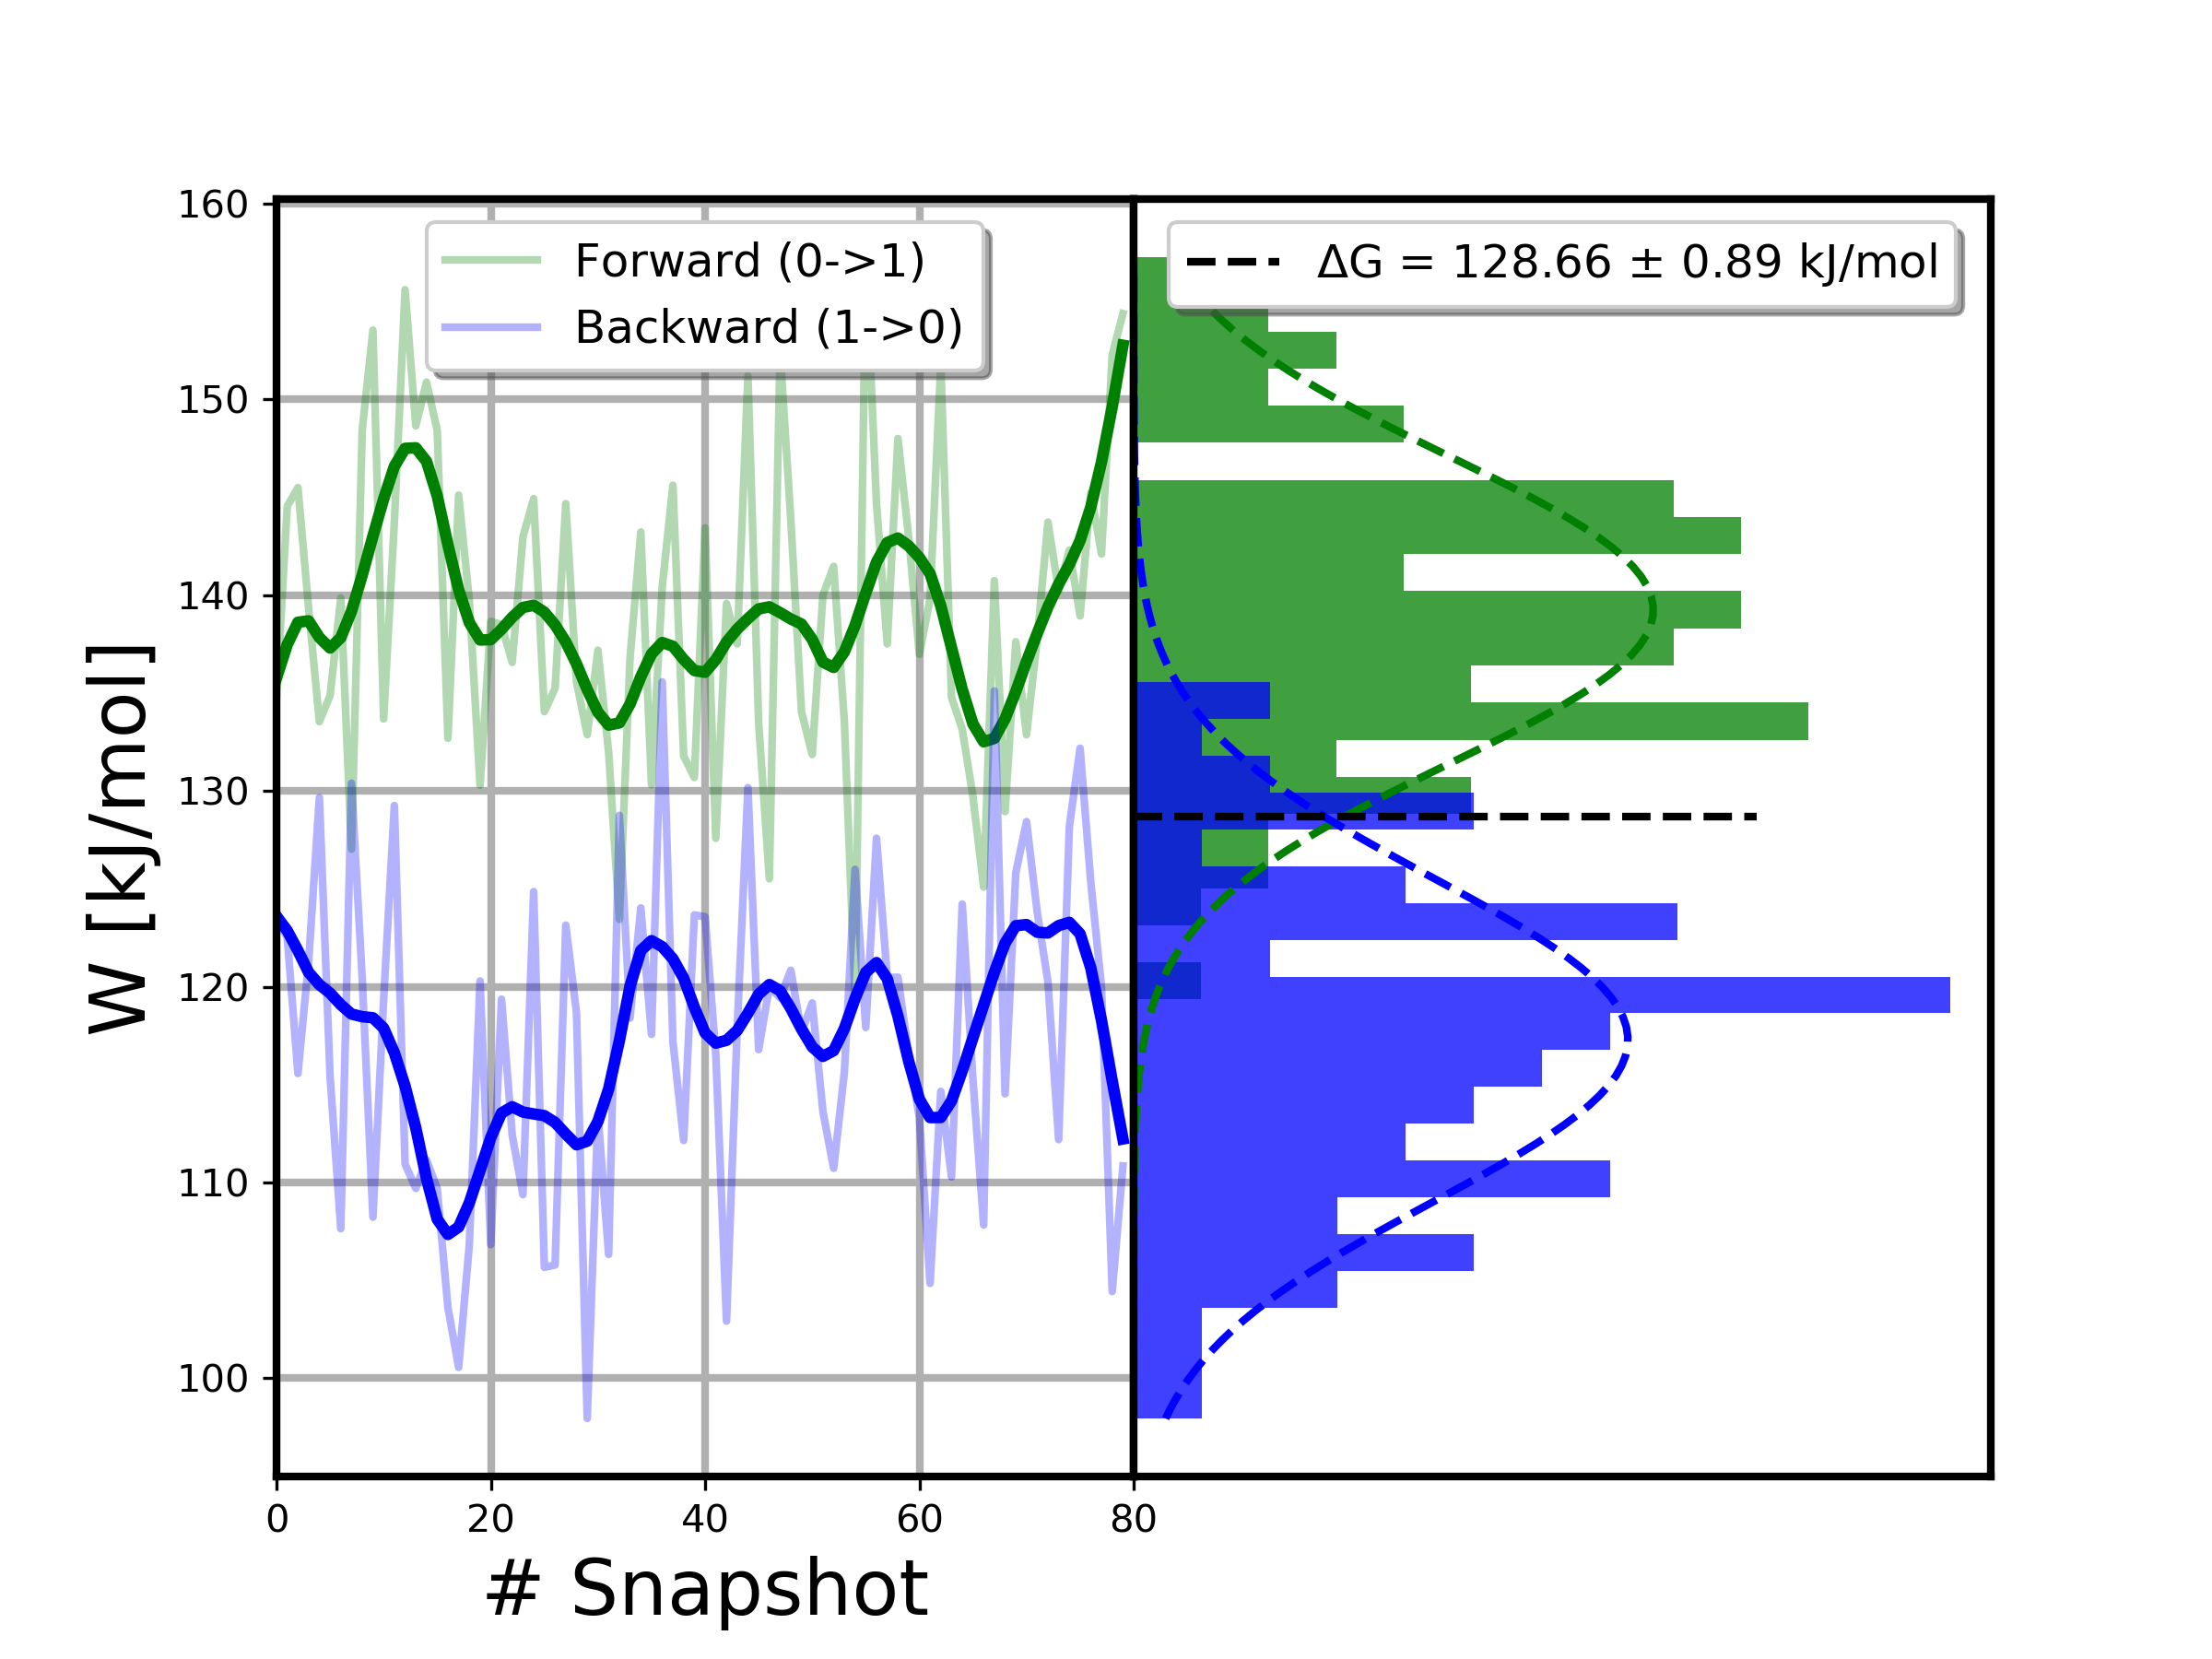 160
150
140
130
120
110
100
W [kJ/mol]
Forward (0->1)
Backward (1->0)
ΔG = 128.66 ± 0.89 kJ/mol
0 20 40 60 80
# Snapshot